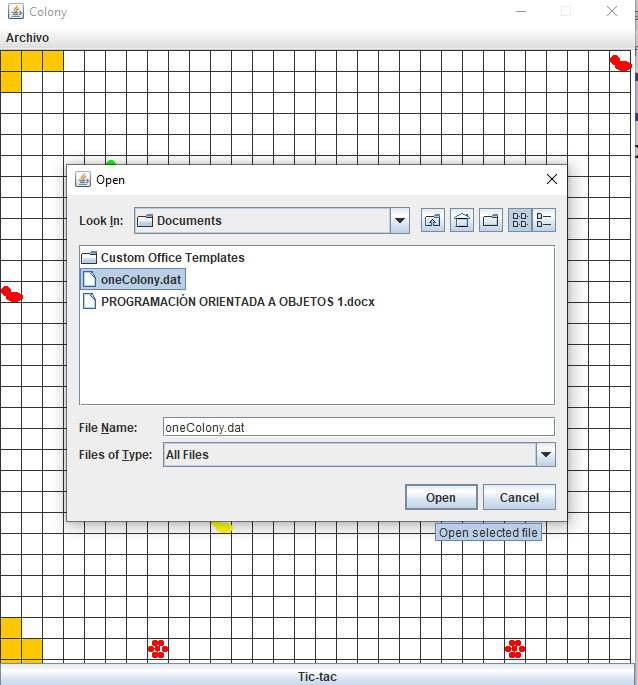 Colony
Archivo
Open
Look In: Documents
Custom Office Templates
oneColony.dat
PROGRAMACIÓN ORIENTADA A OBJETOS 1.docx
File Name: oneColony.dat
Files of Type: All Files
Open Cancel
Open selected file
Tic-tac